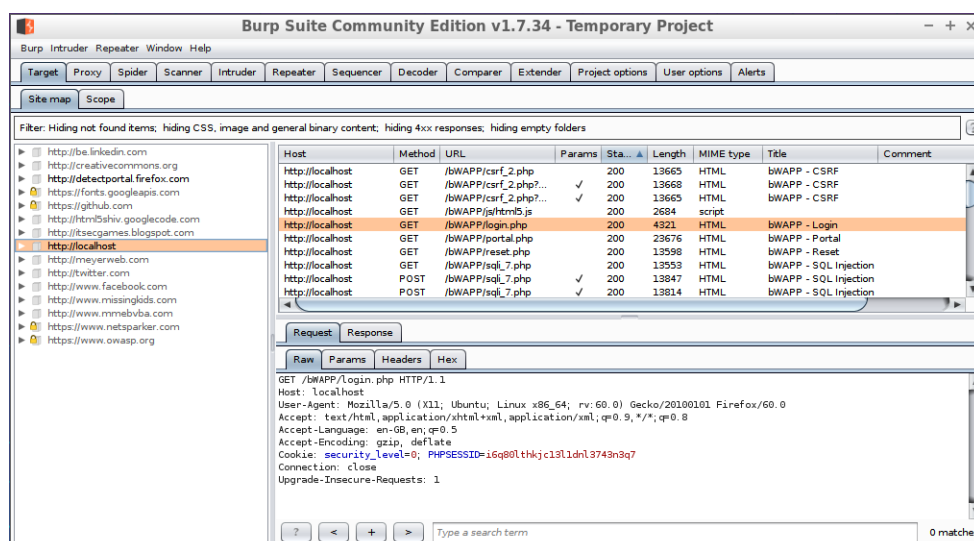 Burp Suite Community Edition v1.7.34 - Temporary Project
Burp Intruder Repeater Window Help
Target Proxy Spider Scanner Intruder Repeater Sequencer Decoder Comparer Extender Project options User options Alerts
Site map Scope
Filter: Hiding not found items; hiding CSS, image and general binary content; hiding 4xx responses; hiding empty folders
http://be.linkedin.com
http://creativecommons.org
http://detectportal.firefox.com
https://fonts.googleapis.com
https://github.com
http://html5shiv.googlecode.com
http://itsecgames.blogspot.com
http://localhost
http://meyerweb.com
http://twitter.com
http://www.facebook.com
http://www.missingkids.com
http://www.mmebvba.com
https://www.netsparker.com
https://www.owasp.org
Host Method URL Params Sta... ▲ Length MIME type Title Comment
http://localhost GET /bWAPP/csrf_2.php 200 13665 HTML bWAPP - CSRF
http://localhost GET /bWAPP/csrf_2.php?... ✓ 200 13668 HTML bWAPP - CSRF
http://localhost GET /bWAPP/csrf_2.php?... ✓ 200 13665 HTML bWAPP - CSRF
http://localhost GET /bWAPP/js/html5.js 200 2684 script
http://localhost GET /bWAPP/login.php 200 4321 HTML bWAPP - Login
http://localhost GET /bWAPP/portal.php 200 23676 HTML bWAPP - Portal
http://localhost GET /bWAPP/reset.php 200 13598 HTML bWAPP - Reset
http://localhost GET /bWAPP/sqli_7.php 200 13553 HTML bWAPP - SQL Injection
http://localhost POST /bWAPP/sqli_7.php ✓ 200 13847 HTML bWAPP - SQL Injection
http://localhost POST /bWAPP/sqli_7.php ✓ 200 13814 HTML bWAPP - SQL Injection
Request Response
Raw Params Headers Hex
GET /bWAPP/login.php HTTP/1.1
Host: localhost
User-Agent: Mozilla/5.0 (X11; Ubuntu; Linux x86_64; rv:60.0) Gecko/20100101 Firefox/60.0
Accept: text/html,application/xhtml+xml,application/xml;q=0.9,*/*;q=0.8
Accept-Language: en-GB,en;q=0.5
Accept-Encoding: gzip, deflate
Cookie: security_level=0; PHPSESSID=i6q80lthkjc13l1dnl3743n3q7
Connection: close
Upgrade-Insecure-Requests: 1
? < + > Type a search term 0 matche